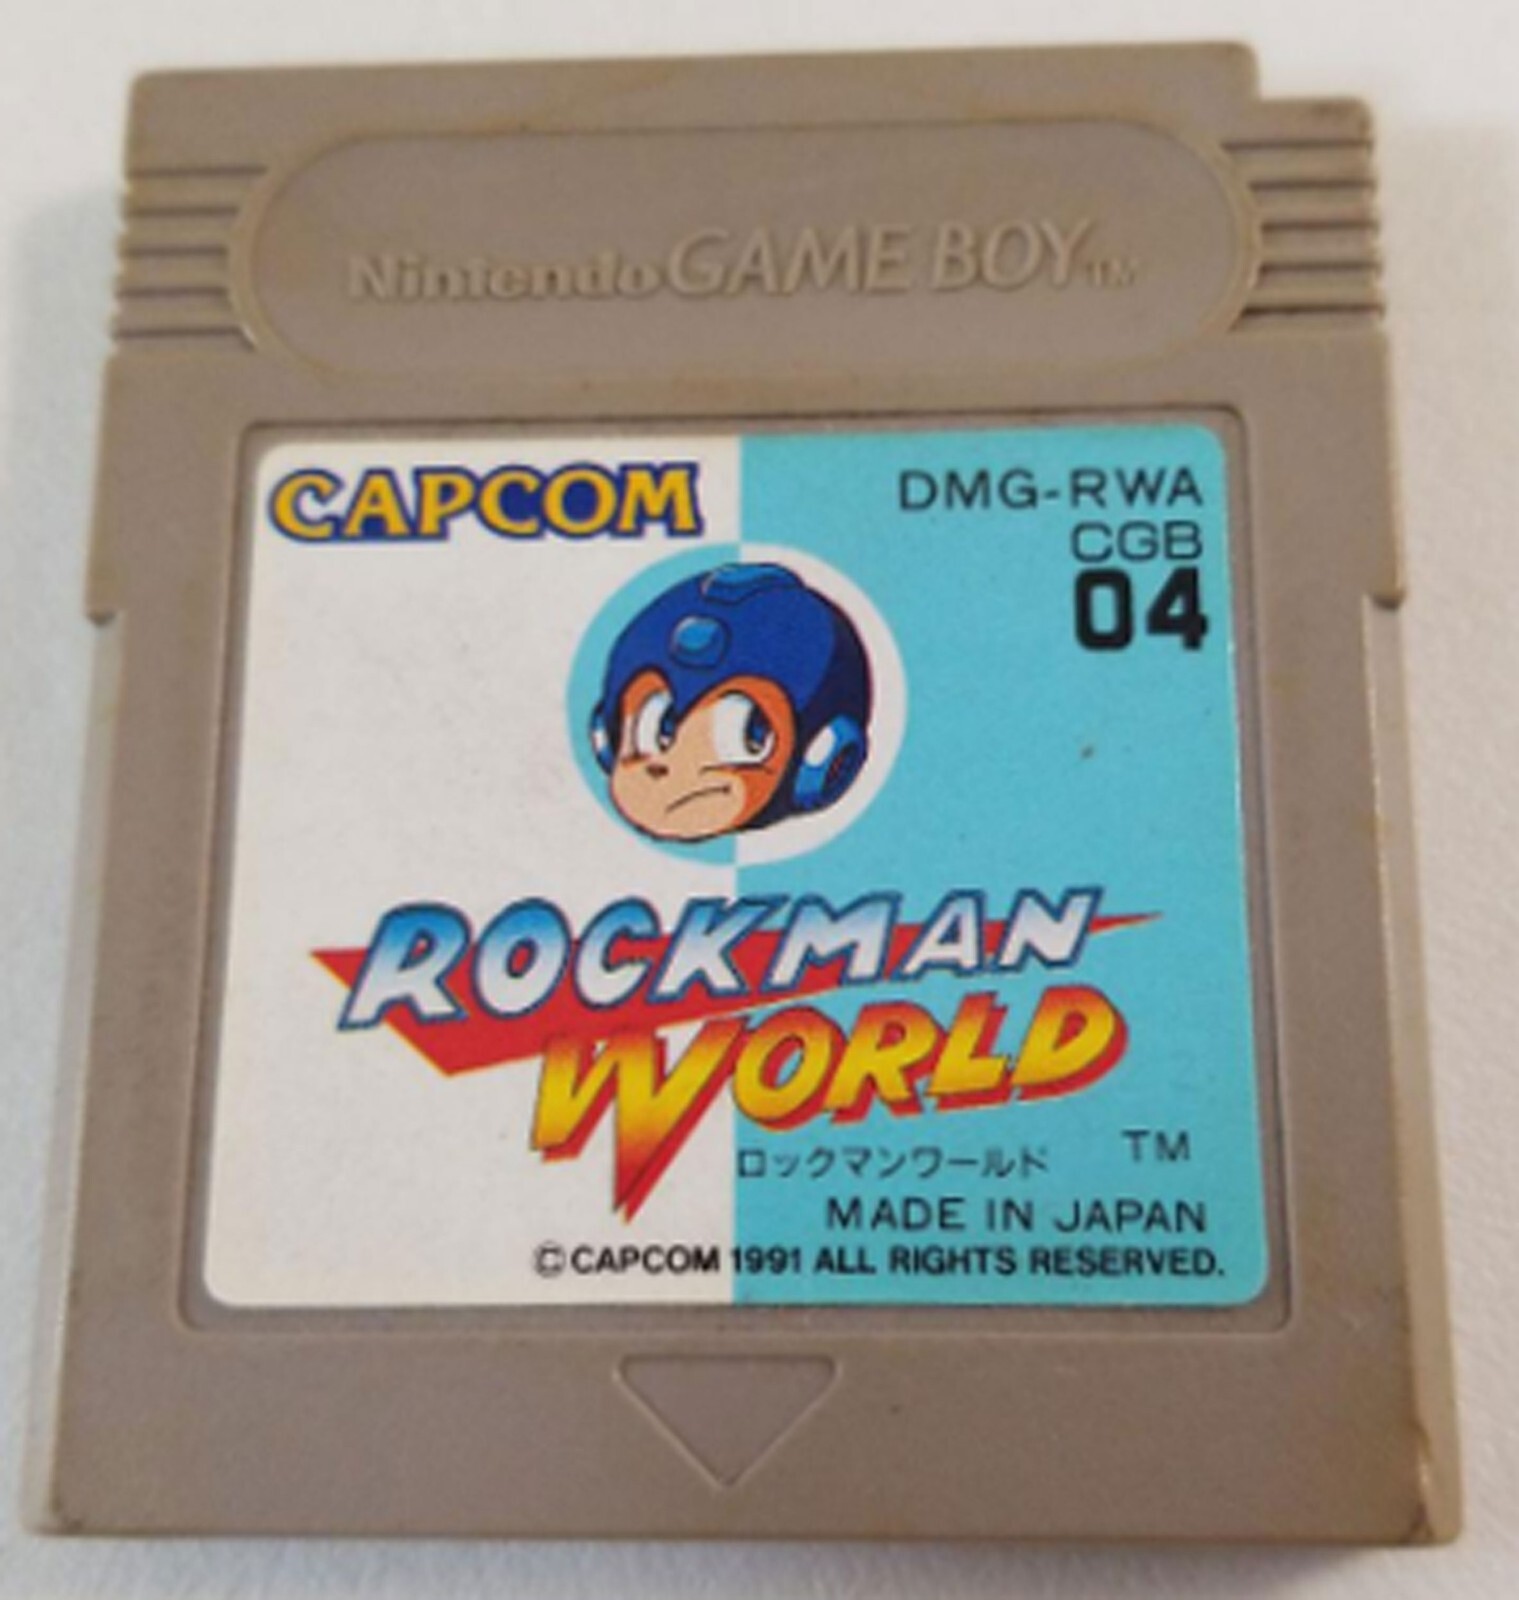 Nintendo GAME BOY TM
CAPCOM
DMG-RWA
CGB
04
ROCKMAN
WORLD
ロックマンワールド TM
MADE IN JAPAN
©CAPCOM 1991 ALL RIGHTS RESERVED.